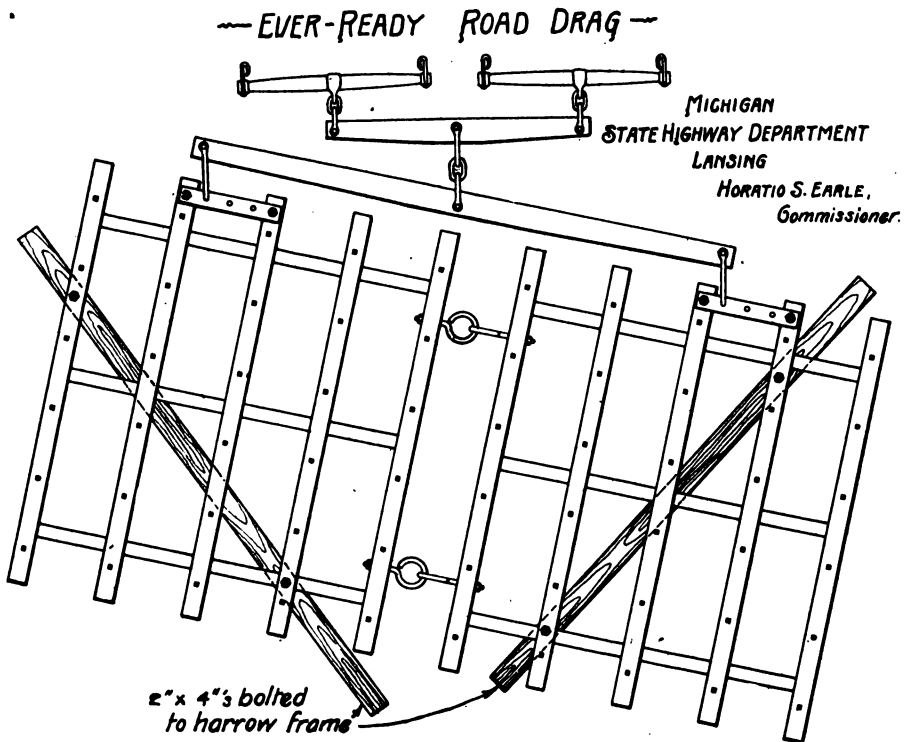 EVER-READY ROAD DRAG
MICHIGAN
STATE HIGHWAY DEPARTMENT
LANSING
HORATIO S. EARLE,
Commissioner.
2" x 4"'s bolted
to harrow frame